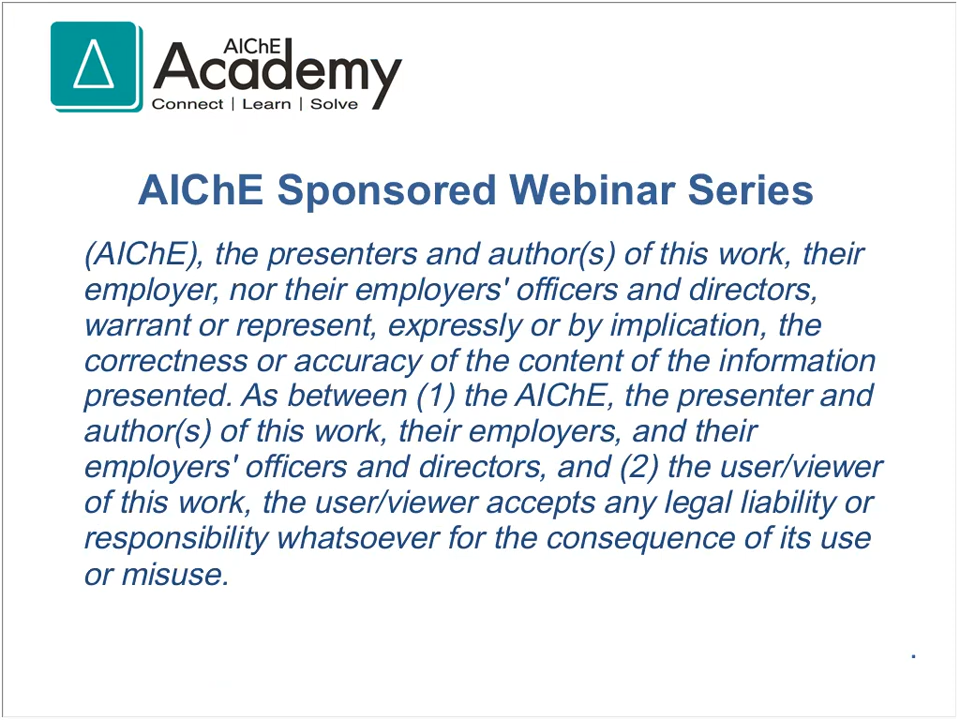 AIChE
Academy
Connect | Learn | Solve
AIChE Sponsored Webinar Series
(AIChE), the presenters and author(s) of this work, their
employer, nor their employers' officers and directors,
warrant or represent, expressly or by implication, the
correctness or accuracy of the content of the information
presented. As between (1) the AIChE, the presenter and
author(s) of this work, their employers, and their
employers' officers and directors, and (2) the user/viewer
of this work, the user/viewer accepts any legal liability or
responsibility whatsoever for the consequence of its use
or misuse.
.